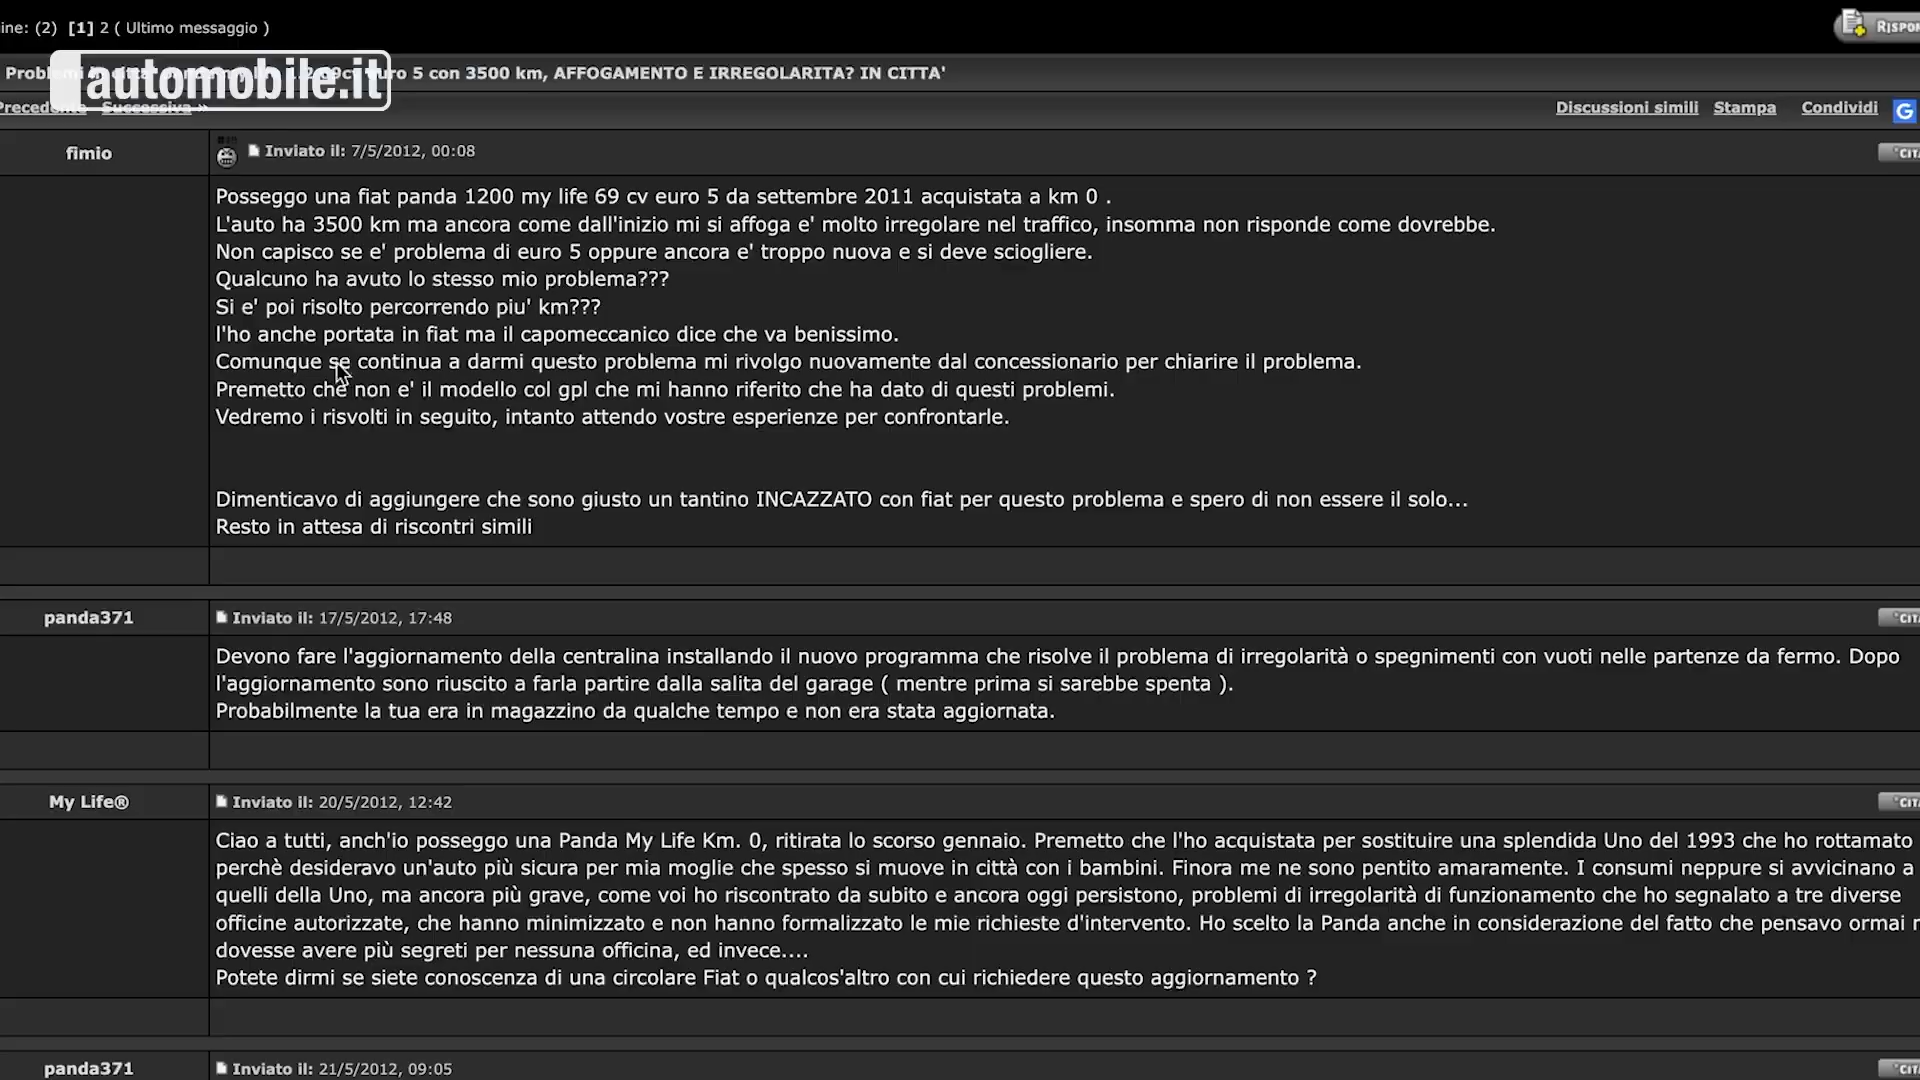 ine: (2) [1] 2 ( Ultimo messaggio )
automobile.it
euro 5 con 3500 km, AFFOGAMENTO E IRREGOLARITA? IN CITTA'
Successiva »
Discussioni simili Stampa Condividi G
fimio
Inviato il: 7/5/2012, 00:08
Posseggo una fiat panda 1200 my life 69 cv euro 5 da settembre 2011 acquistata a km 0 .
L'auto ha 3500 km ma ancora come dall'inizio mi si affoga e' molto irregolare nel traffico, insomma non risponde come dovrebbe.
Non capisco se e' problema di euro 5 oppure ancora e' troppo nuova e si deve sciogliere.
Qualcuno ha avuto lo stesso mio problema???
Si e' poi risolto percorrendo piu' km???
l'ho anche portata in fiat ma il capomeccanico dice che va benissimo.
Comunque se continua a darmi questo problema mi rivolgo nuovamente dal concessionario per chiarire il problema.
Premetto che non e' il modello col gpl che mi hanno riferito che ha dato di questi problemi.
Vedremo i risvolti in seguito, intanto attendo vostre esperienze per confrontarle.
Dimenticavo di aggiungere che sono giusto un tantino INCAZZATO con fiat per questo problema e spero di non essere il solo...
Resto in attesa di riscontri simili
panda371
Inviato il: 17/5/2012, 17:48
Devono fare l'aggiornamento della centralina installando il nuovo programma che risolve il problema di irregolarità o spegnimenti con vuoti nelle partenze da fermo. Dopo
l'aggiornamento sono riuscito a farla partire dalla salita del garage ( mentre prima si sarebbe spenta ).
Probabilmente la tua era in magazzino da qualche tempo e non era stata aggiornata.
My Life®
Inviato il: 20/5/2012, 12:42
Ciao a tutti, anch'io posseggo una Panda My Life Km. 0, ritirata lo scorso gennaio. Premetto che l'ho acquistata per sostituire una splendida Uno del 1993 che ho rottamato
perchè desideravo un'auto più sicura per mia moglie che spesso si muove in città con i bambini. Finora me ne sono pentito amaramente. I consumi neppure si avvicinano a
quelli della Uno, ma ancora più grave, come voi ho riscontrato da subito e ancora oggi persistono, problemi di irregolarità di funzionamento che ho segnalato a tre diverse
officine autorizzate, che hanno minimizzato e non hanno formalizzato le mie richieste d'intervento. Ho scelto la Panda anche in considerazione del fatto che pensavo ormai
dovesse avere più segreti per nessuna officina, ed invece....
Potete dirmi se siete conoscenza di una circolare Fiat o qualcos'altro con cui richiedere questo aggiornamento ?
panda371
Inviato il: 21/5/2012, 09:05